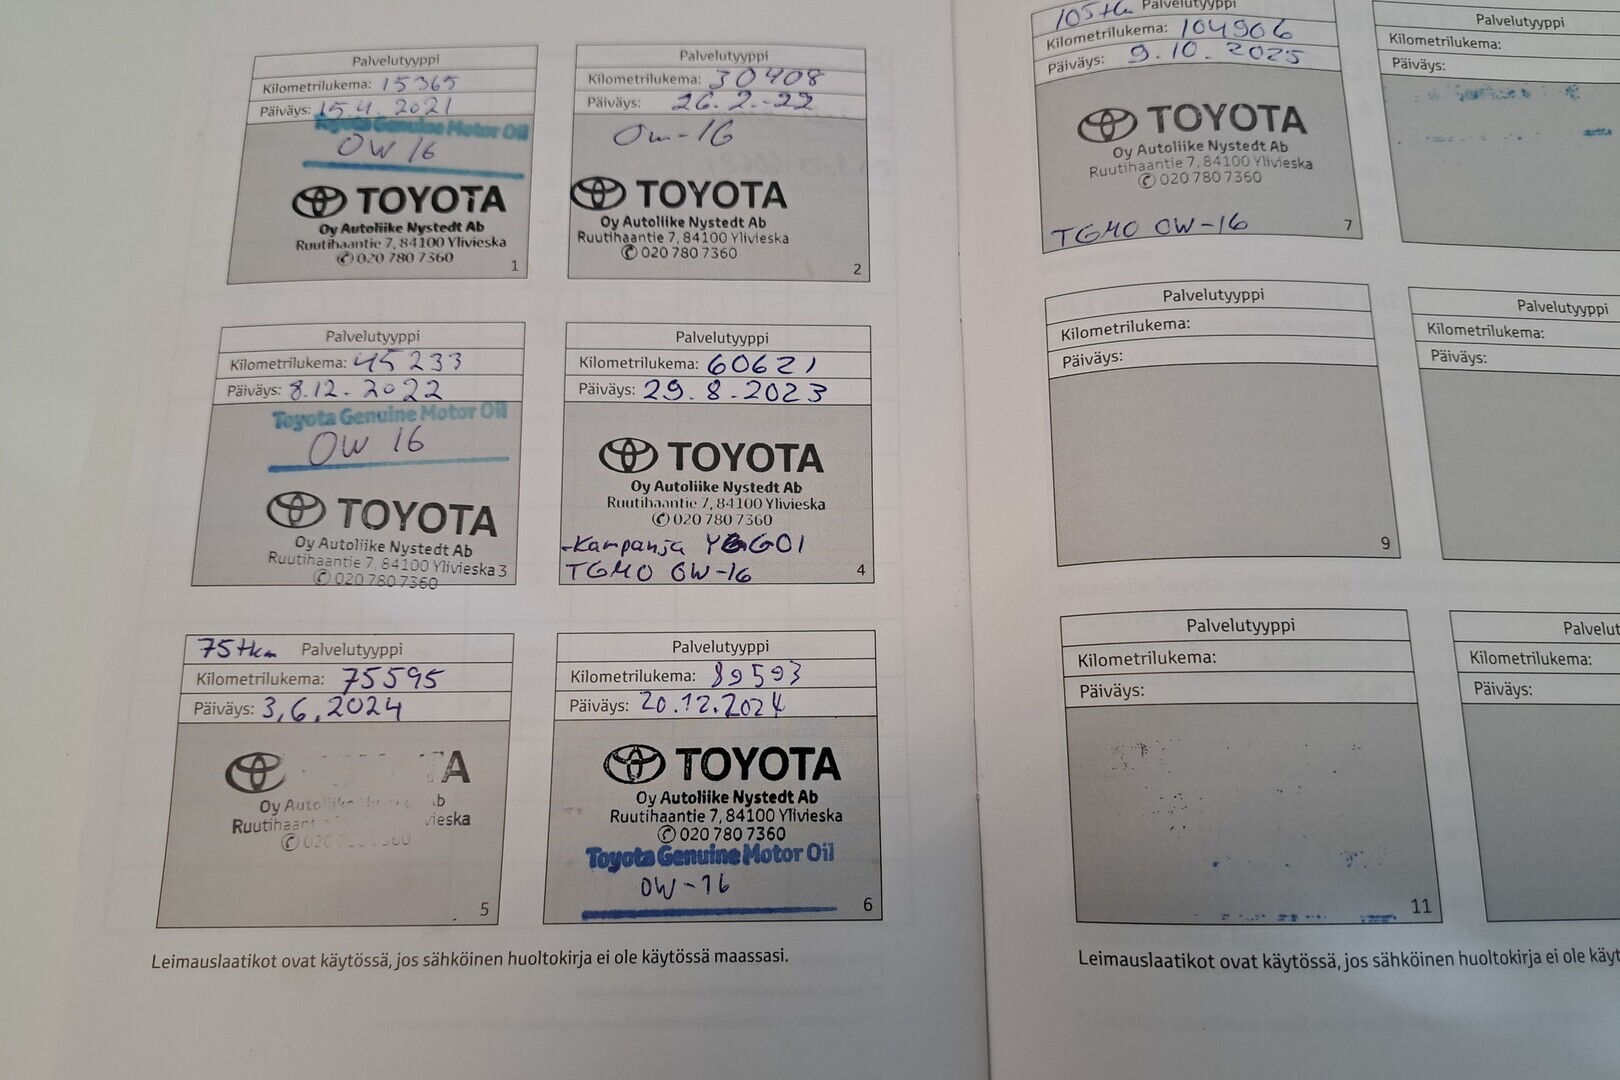 Palvelutyyppi
Kilometrilukema: 15365
Päiväys: 15.4.2021
Toyota Genuine Motor Oil
0W 16
TOYOTA
Oy Autoliike Nystedt Ab
Ruutihaantie 7, 84100 Ylivieska
✆ 020 780 7360
1
Palvelutyyppi
Kilometrilukema: 30408
Päiväys: 26.2.-22
0w-16
TOYOTA
Oy Autoliike Nystedt Ab
Ruutihaantie 7, 84100 Ylivieska
✆ 020 780 7360
2
Palvelutyyppi
Kilometrilukema: 45 233
Päiväys: 8.12.2022
Toyota Genuine Motor Oil
0W 16
TOYOTA
Oy Autoliike Nystedt Ab
Ruutihaantie 7, 84100 Ylivieska 3
✆ 020 780 7360
Palvelutyyppi
Kilometrilukema: 60621
Päiväys: 29.8.2023
TOYOTA
Oy Autoliike Nystedt Ab
Ruutihaantie 7, 84100 Ylivieska
✆ 020 780 7360
-Kampanja
TGMO 0W-16
4
75tkm Palvelutyyppi
Kilometrilukema: 75595
Päiväys: 3.6.2024
Oy
5
Palvelutyyppi
Kilometrilukema: 89593
Päiväys: 20.12.2024
TOYOTA
Oy Autoliike Nystedt Ab
Ruutihaantie 7, 84100 Ylivieska
✆ 020 780 7360
Toyota Genuine Motor Oil
0W-16
6
Leimauslaatikot ovat käytössä, jos sähköinen huoltokirja ei ole käytössä maassasi.
105tkm Palvelutyyppi
Kilometrilukema: 104906
Päiväys: 9.10.2025
TOYOTA
Oy Autoliike Nystedt Ab
Ruutihaantie 7, 84100 Ylivieska
✆ 020 780 7360
TGMO 0W-16
7
Palvelutyyppi
Kilometrilukema:
Päiväys:
Palvelutyyppi
Kilometrilukema:
Päiväys:
9
Palvelutyyppi
Kilometrilukema:
Päiväys:
Palvelutyyppi
Kilometrilukema:
Päiväys:
11
Palvelut
Kilometrilukema:
Päiväys:
Leimauslaatikot ovat käytössä, jos sähköinen huoltokirja ei ole käyt